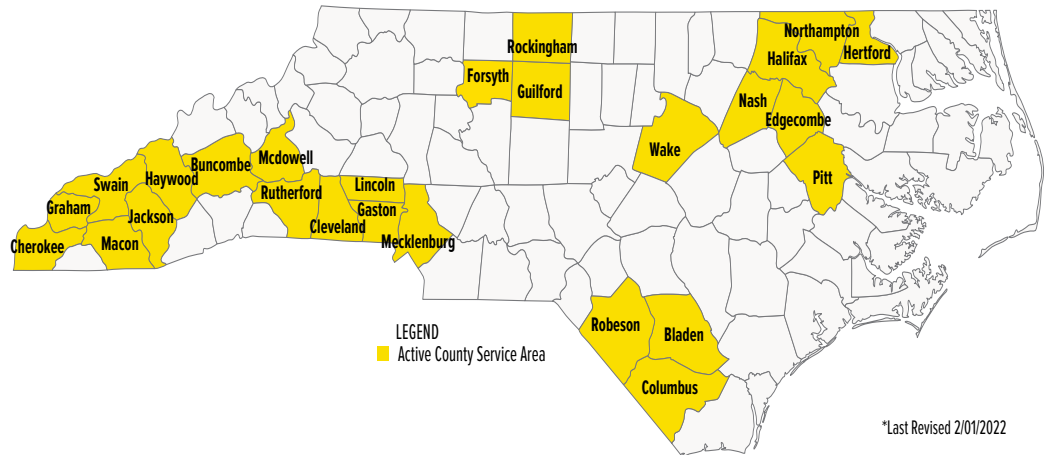 Northampton
Rockingham
Hertford
Halifax
Forsyth
Guilford
Nash
Edgecombe
Wake
Mcdowell
Buncombe
Haywood
Swain
Pitt
Lincoln
Rutherford
Graham
Gaston
Jackson
Cleveland
Mecklenburg
Macon
Cherokee
Robeson
Bladen
LEGEND
Active County Service Area
Columbus
*Last Revised 2/01/2022